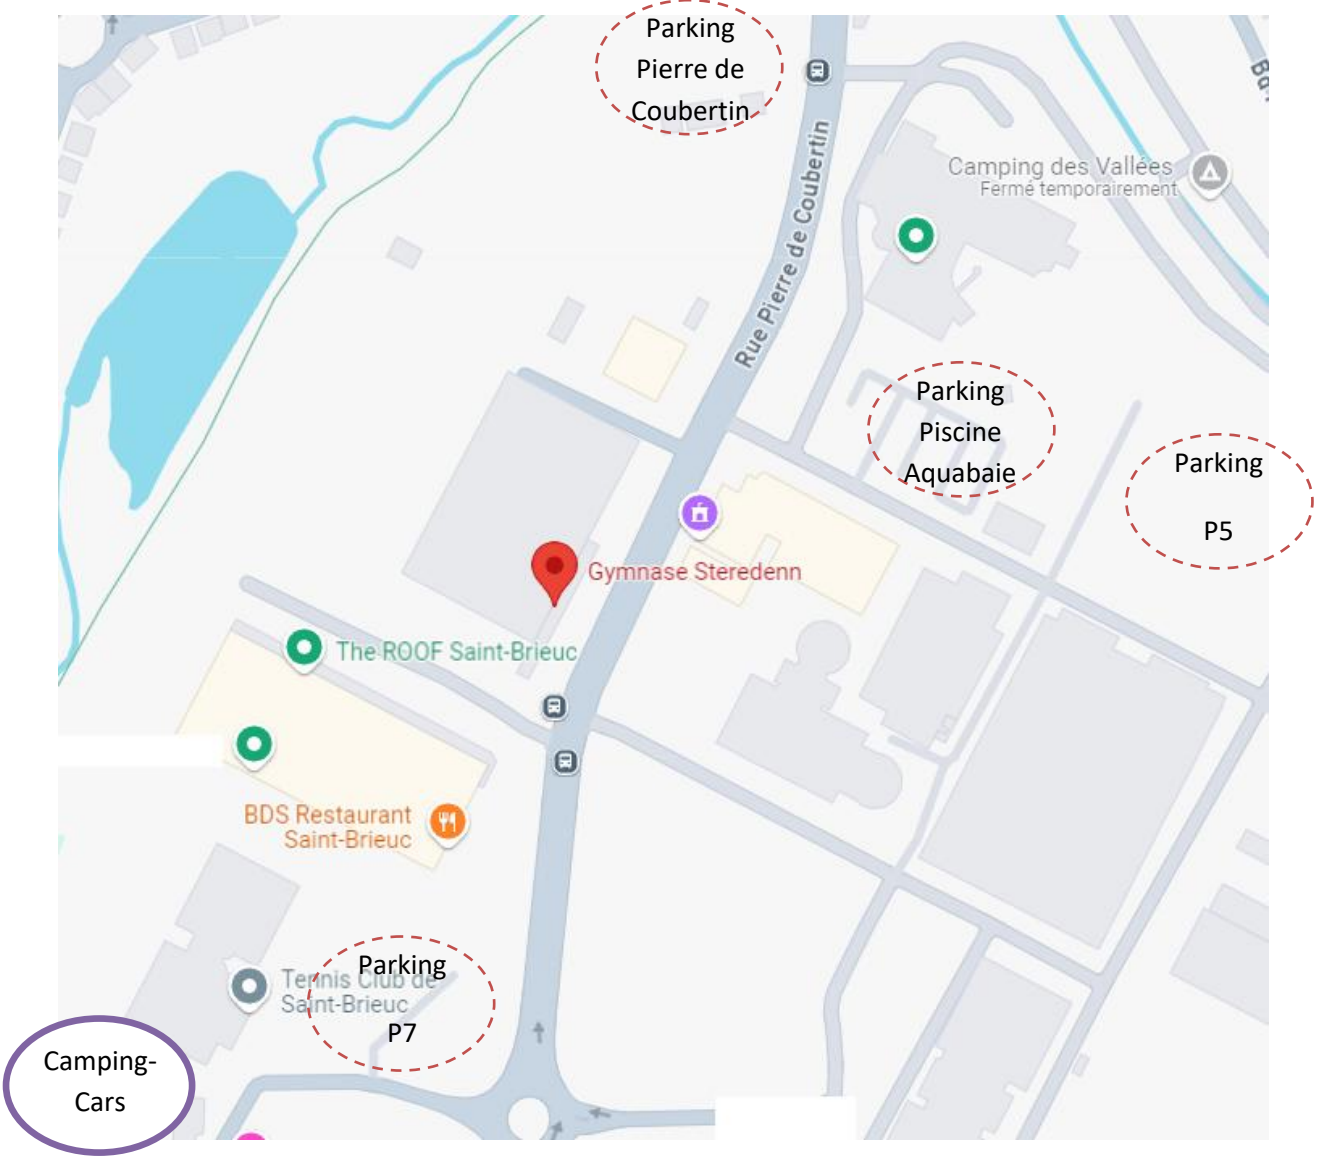 Parking
Pierre de
Coubertin
Rue Pierre de Coubertin
Camping des Vallées
Fermé temporairement
Parking
Piscine
Aquabaie
Parking
P5
Gymnase Steredenn
The ROOF Saint-Brieuc
BDS Restaurant
Saint-Brieuc
Parking
Tennis Club de
Saint-Brieuc
P7
Camping-
Cars